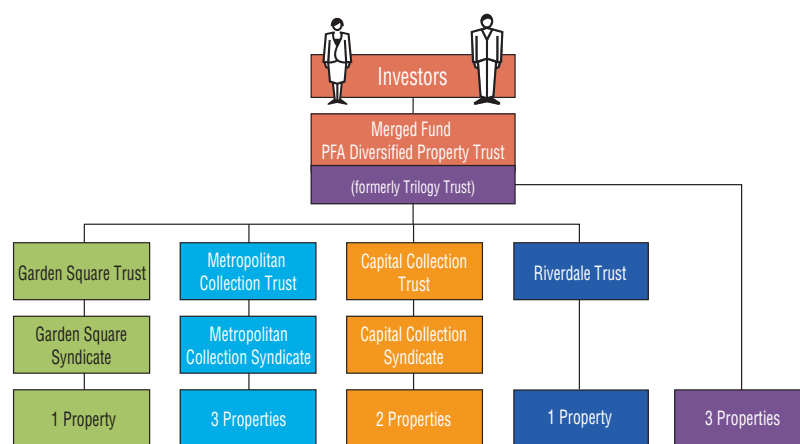 Investors
Merged Fund
PFA Diversified Property Trust
(formerly Trilogy Trust)
Garden Square Trust
Metropolitan
Collection Trust
Capital Collection
Trust
Riverdale Trust
Garden Square
Syndicate
Metropolitan
Collection Syndicate
Capital Collection
Syndicate
1 Property
3 Properties
2 Properties
1 Property
3 Properties